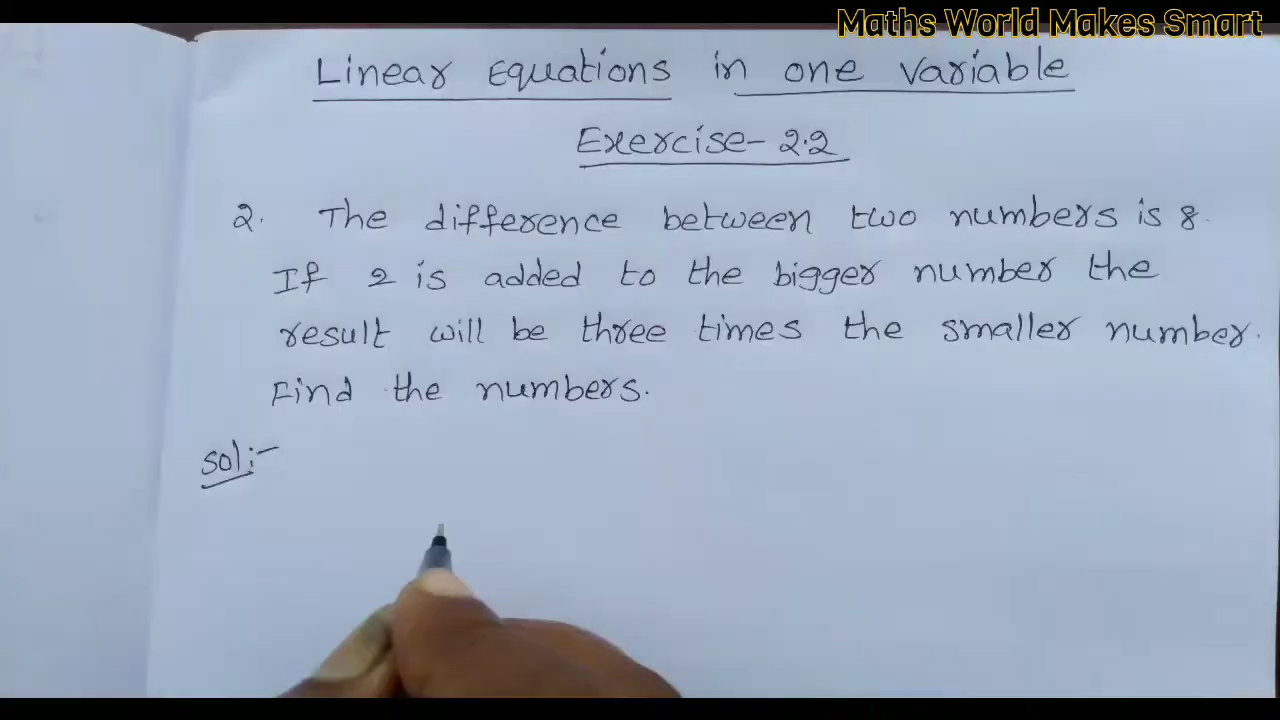 Maths World Makes Smart
Linear Equations in one variable
Exercise- 2.2
2. The difference between two numbers is 8.
If 2 is added to the bigger number the
result will be three times the smaller number.
Find the numbers.
Sol:-